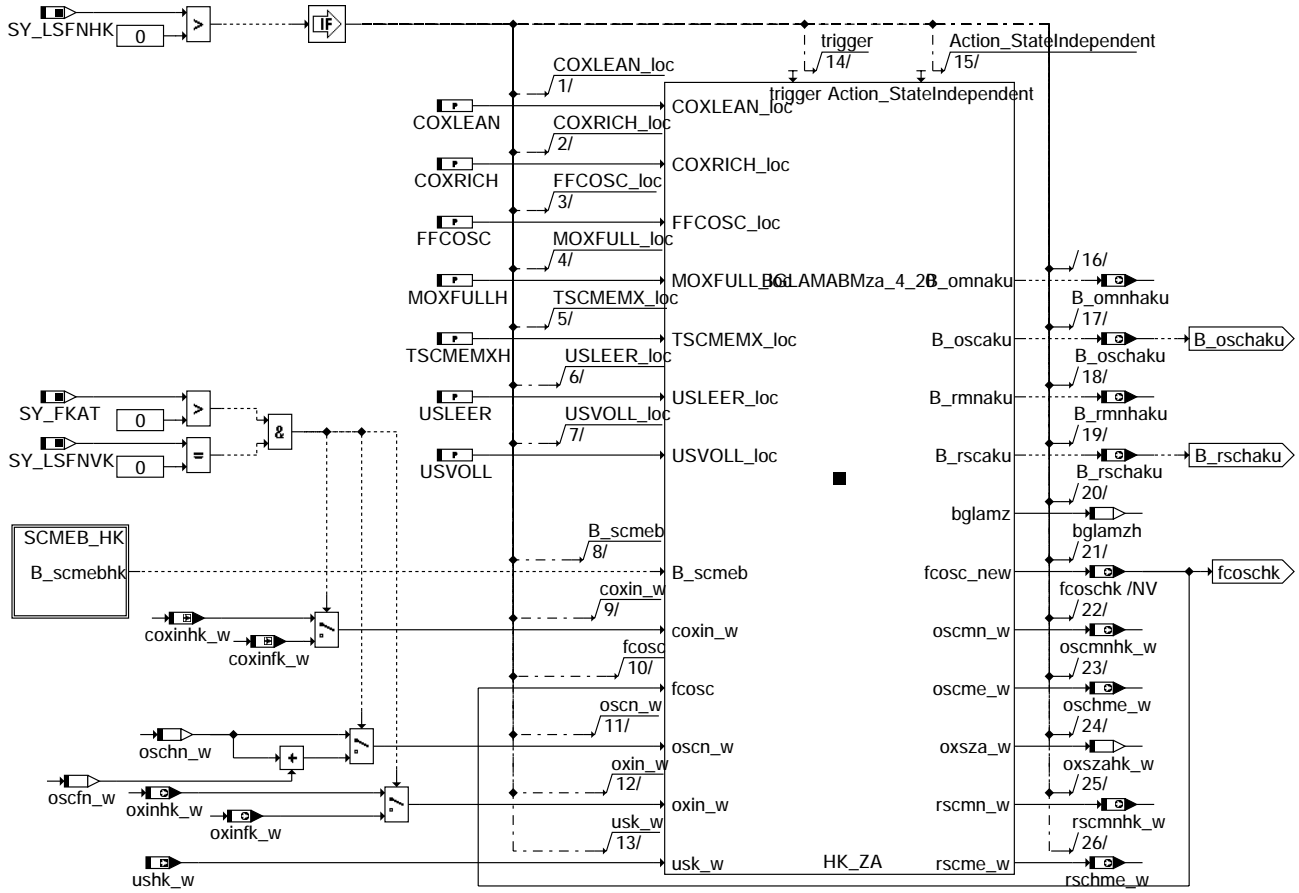 SY_LSFNHK
0
>
IF
trigger
14/
Action_StateIndependent
15/
trigger Action_StateIndependent
COXLEAN_loc
1/
COXLEAN
COXLEAN_loc
COXRICH_loc
2/
COXRICH
COXRICH_loc
FFCOSC_loc
3/
FFCOSC
FFCOSC_loc
MOXFULL_loc
4/
MOXFULLH
MOXFULL_loc
BGLAMABMza_4_20
TSCMEMX_loc
5/
TSCMEMXH
TSCMEMX_loc
USLEER_loc
6/
USLEER
USLEER_loc
USVOLL_loc
7/
USVOLL
USVOLL_loc
SY_FKAT
0
>
SY_LSFNVK
0
=
&
SCMEB_HK
B_scmebhk
B_scmeb
8/
B_scmeb
coxinhk_w
coxinfk_w
coxin_w
9/
coxin_w
fcosc
10/
fcosc
oschn_w
oscfn_w
+
oscn_w
11/
oscn_w
oxinhk_w
oxinfk_w
oxin_w
12/
oxin_w
ushk_w
usk_w
13/
usk_w
HK_ZA
B_omnaku
16/
B_omnhaku
B_oscaku
17/
B_oschaku
B_oschaku
B_rmnaku
18/
B_rmnhaku
B_rscaku
19/
B_rschaku
B_rschaku
bglamz
20/
bglamzh
fcosc_new
21/
fcoschk /NV
fcoschk
oscmn_w
22/
oscmnhk_w
oscme_w
23/
oschme_w
oxsza_w
24/
oxszahk_w
rscmn_w
25/
rscmnhk_w
rscme_w
26/
rschme_w